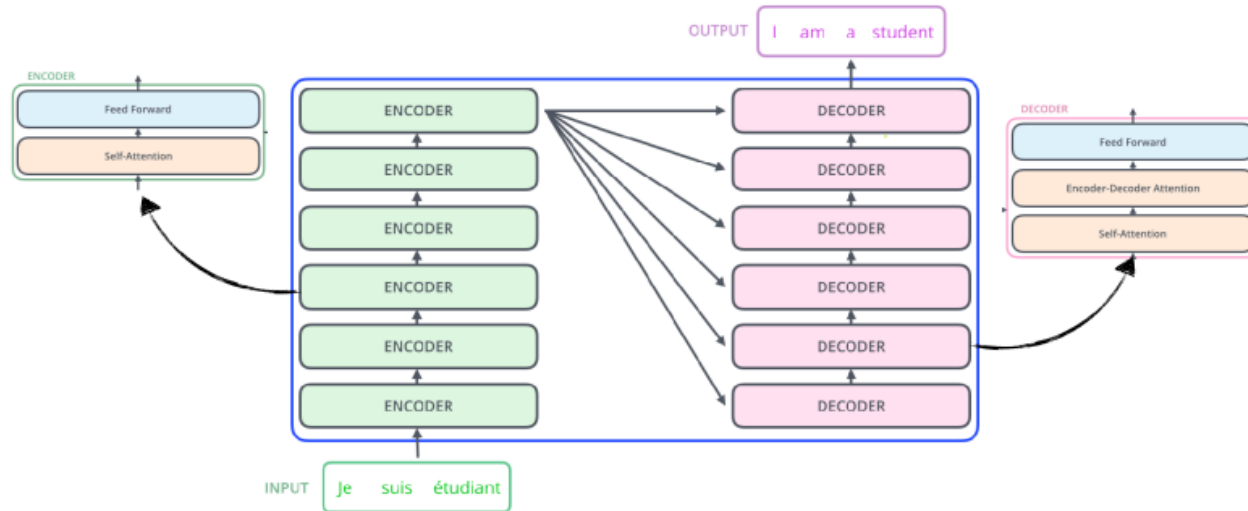 OUTPUT I am a student
ENCODER
Feed Forward
Self-Attention
ENCODER
ENCODER
ENCODER
ENCODER
ENCODER
ENCODER
DECODER
DECODER
DECODER
DECODER
DECODER
DECODER
DECODER
Feed Forward
Encoder-Decoder Attention
Self-Attention
INPUT Je suis étudiant